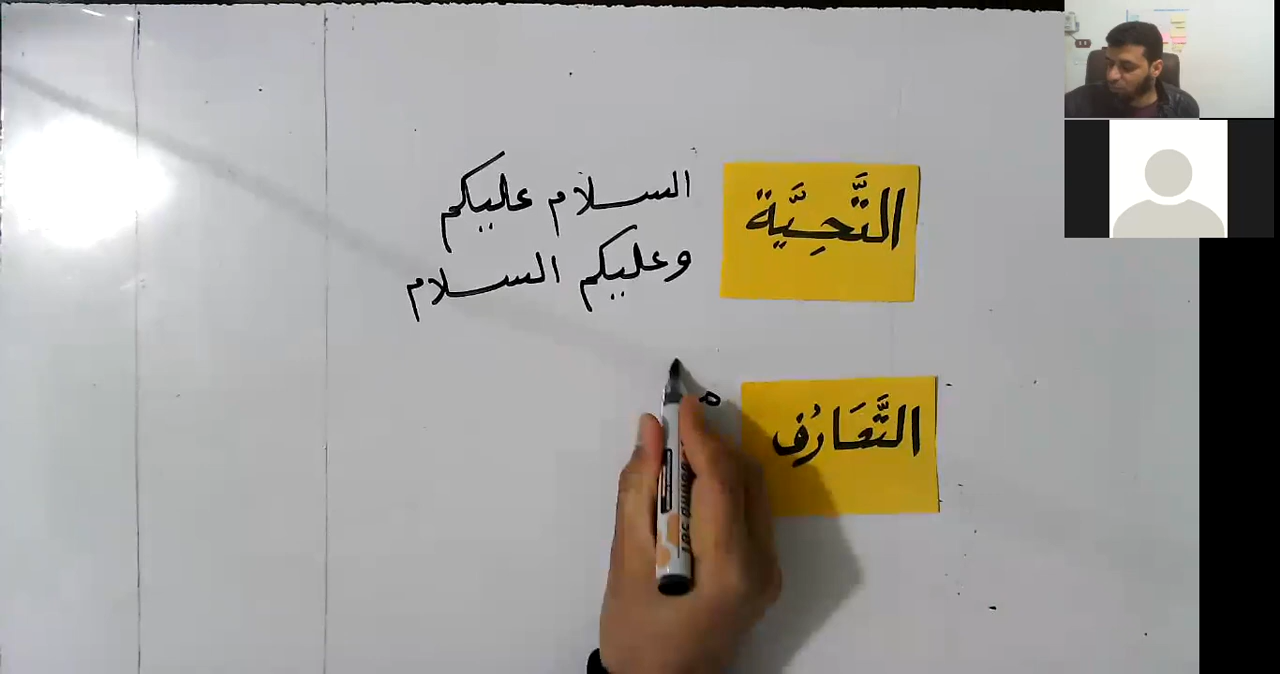 التَّحِيَّة
السلام عليكم
وعليكم السلام
التَّعَارُف